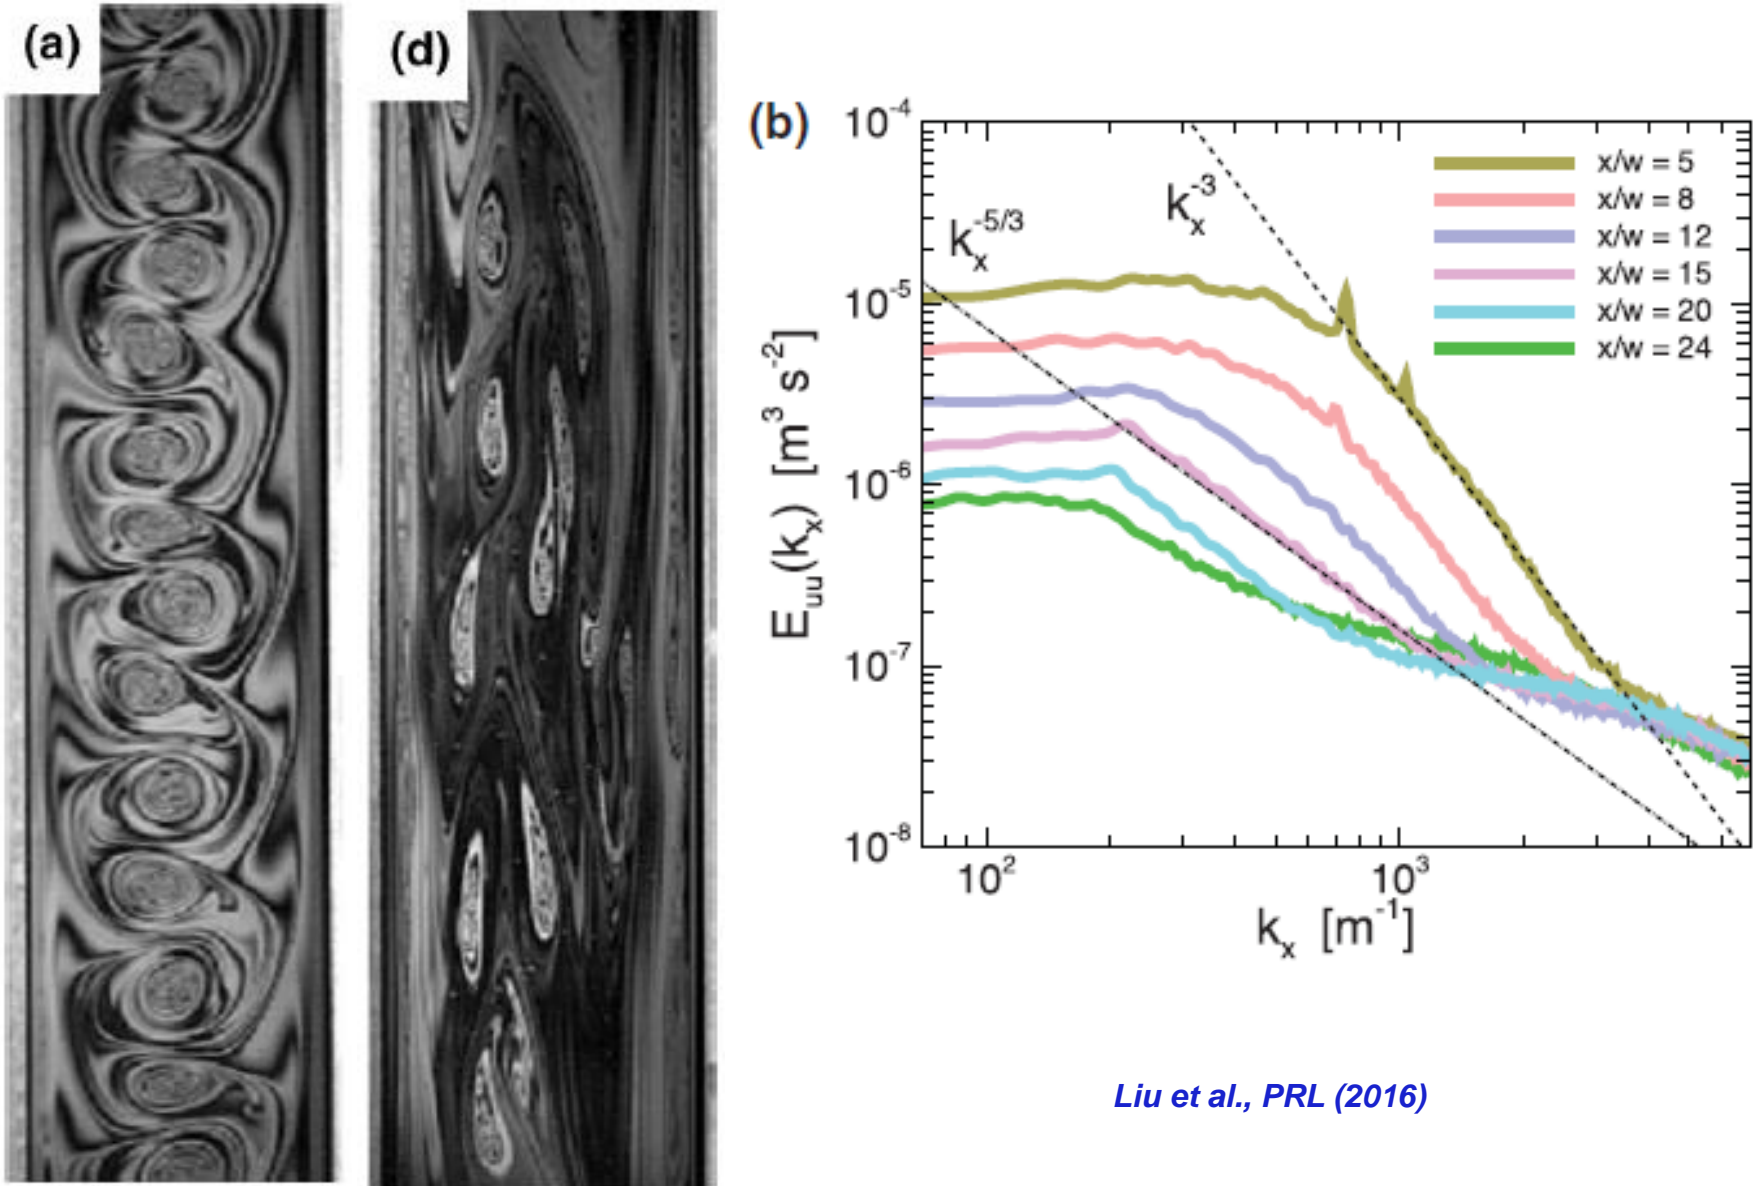 (a)
(d)
(b)
10^-4
10^-5
10^-6
10^-7
10^-8
E_uu(k_x) [m^3 s^-2]
k_x^-5/3
k_x^-3
x/w = 5
x/w = 8
x/w = 12
x/w = 15
x/w = 20
x/w = 24
10^2
10^3
k_x [m^-1]
Liu et al., PRL (2016)